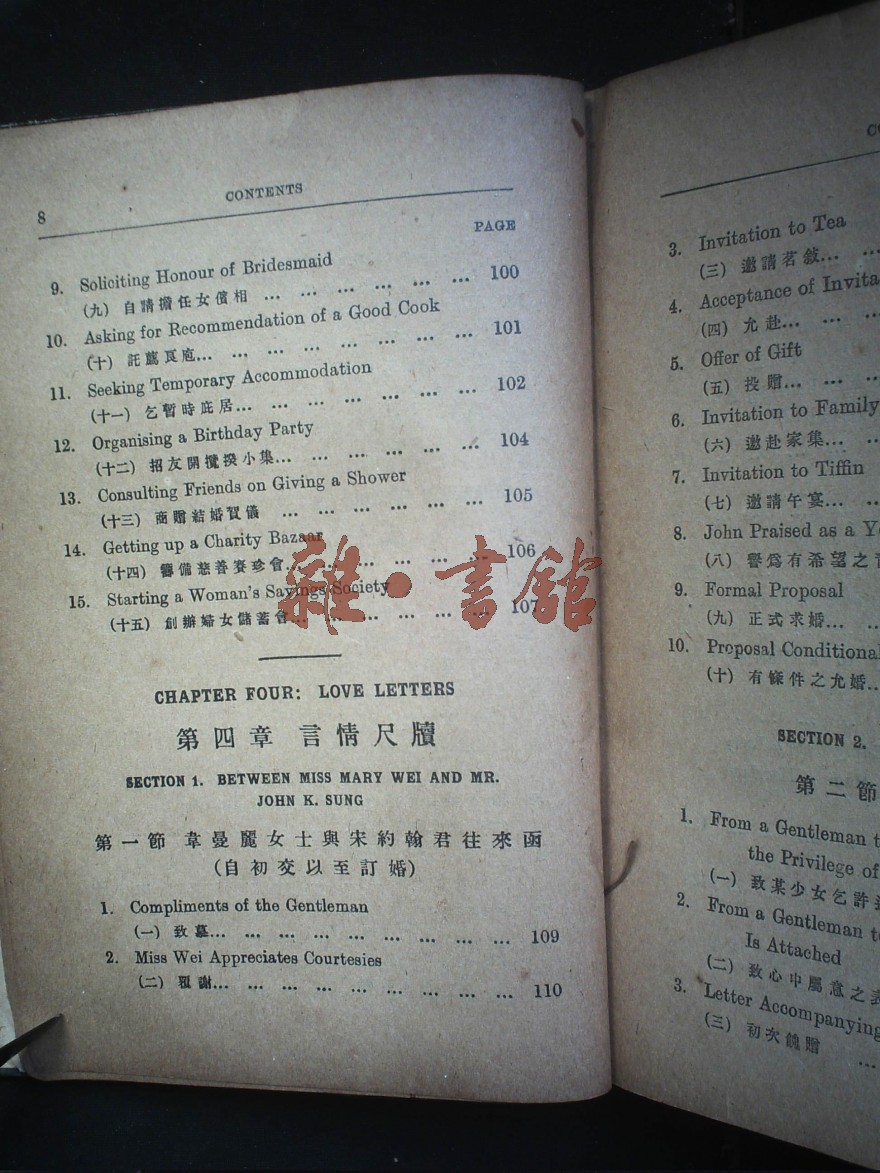 8
CONTENTS
PAGE
9. Soliciting Honour of Bridesmaid
(九) 自請擔任女儐相 ... ... ... ... ... ... 100
10. Asking for Recommendation of a Good Cook
(十) 託薦良庖... ... ... ... ... ... ... ... 101
11. Seeking Temporary Accommodation
(十一) 乞暫時庇居... ... ... ... ... ... ... 102
12. Organising a Birthday Party
(十二) 招友開攬揆小集... ... ... ... ... ... 104
13. Consulting Friends on Giving a Shower
(十三) 商贈結婚賀儀 ... ... ... ... ... ... 105
14. Getting up a Charity Bazaar
(十四) 籌備慈善賽珍會... ... ... ... ... ... 106
15. Starting a Woman's Savings Society
(十五) 創辦婦女儲蓄會... ... ... ... ... ... 107
CHAPTER FOUR: LOVE LETTERS
第四章 言情尺牘
SECTION 1. BETWEEN MISS MARY WEI AND MR.
JOHN K. SUNG
第一節 韋曼麗女士與宋約翰君往來函
(自初交以至訂婚)
1. Compliments of the Gentleman
(一) 致慕... ... ... ... ... ... ... ... ... 109
2. Miss Wei Appreciates Courtesies
(二) 覆謝... ... ... ... ... ... ... ... ... 110
3. Invitation to Tea
(三) 邀請茗敍... ...
4. Acceptance of Invita
(四) 允赴... ... ...
5. Offer of Gift
(五) 投贈... ... ...
6. Invitation to Family
(六) 邀赴家集... ...
7. Invitation to Tiffin
(七) 邀請午宴... ...
8. John Praised as a Yo
(八) 譽爲有希望之青
9. Formal Proposal
(九) 正式求婚... ...
10. Proposal Conditional
(十) 有條件之允婚...
SECTION 2.
第二節
1. From a Gentleman t
the Privilege of
(一) 致某少女乞許
2. From a Gentleman t
Is Attached
(二) 致心中屬意之
3. Letter Accompanying
(三) 初次餽贈 ...
雜·書館